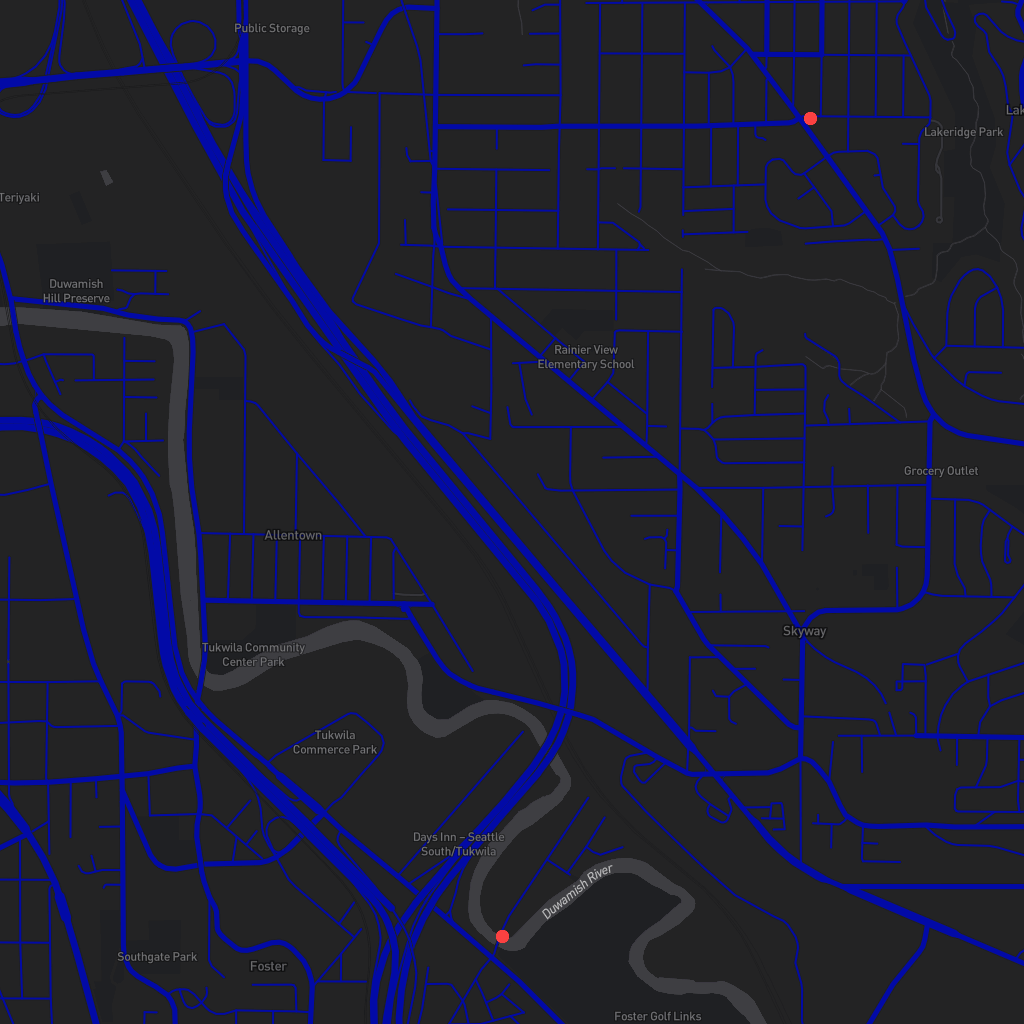 Public Storage
Lak
Lakeridge Park
Teriyaki
Duwamish
Hill Preserve
Rainier View
Elementary School
Grocery Outlet
Allentown
Skyway
Tukwila Community
Center Park
Tukwila
Commerce Park
Days Inn – Seattle
South/Tukwila
Duwamish River
Southgate Park
Foster
Foster Golf Links